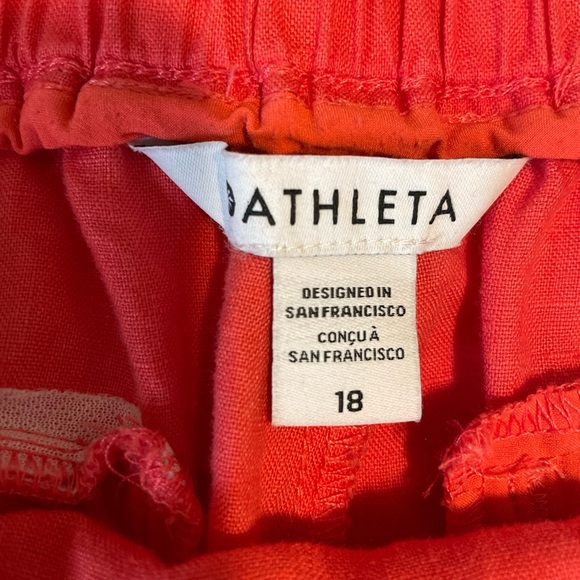 ATHLETA
DESIGNED IN
SAN FRANCISCO
CONÇU À
SAN FRANCISCO
18